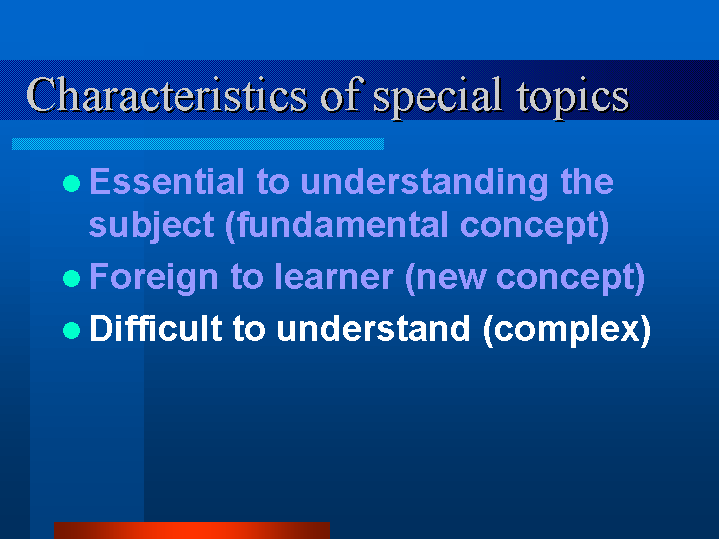 Characteristics of special topics
Essential to understanding the
subject (fundamental concept)
Foreign to learner (new concept)
Difficult to understand (complex)